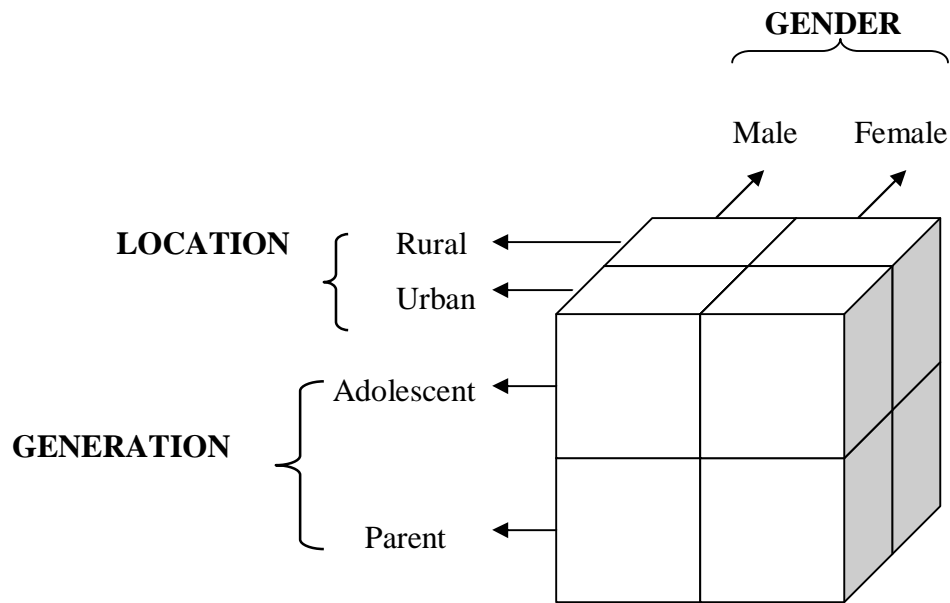 GENDER
Male Female
LOCATION
Rural
Urban
Adolescent
GENERATION
Parent